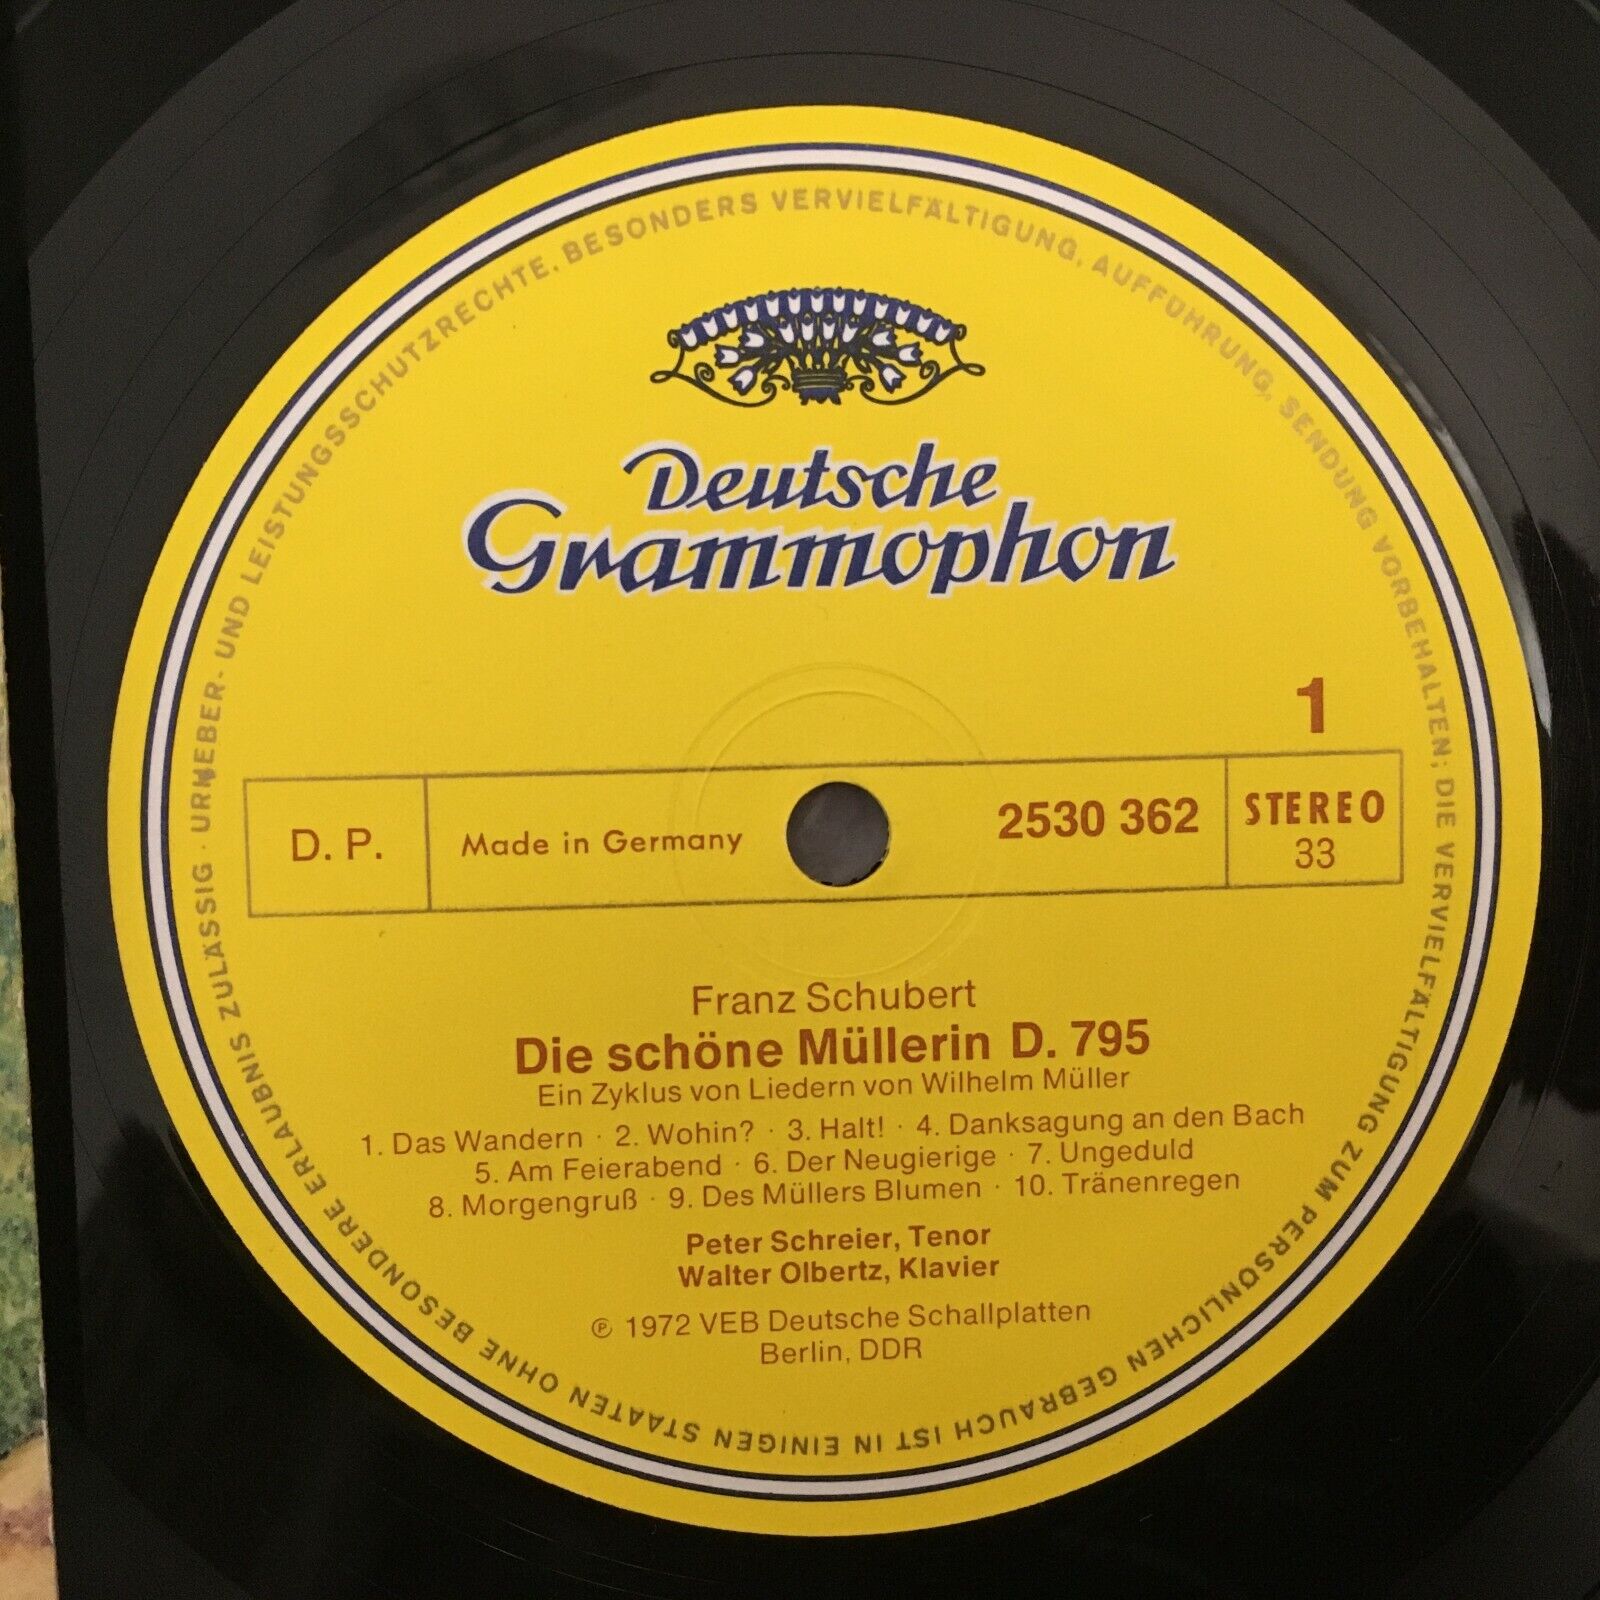 Deutsche
Grammophon
1
D. P.
Made in Germany
2530 362
STEREO
33
Franz Schubert
Die schöne Müllerin D. 795
Ein Zyklus von Liedern von Wilhelm Müller
1. Das Wandern · 2. Wohin? · 3. Halt! · 4. Danksagung an den Bach
5. Am Feierabend · 6. Der Neugierige · 7. Ungeduld
8. Morgengruß · 9. Des Müllers Blumen · 10. Tränenregen
Peter Schreier, Tenor
Walter Olbertz, Klavier
℗ 1972 VEB Deutsche Schallplatten
Berlin, DDR
URHEBER- UND LEISTUNGSSCHUTZRECHTE, BESONDERS VERVIELFÄLTIGUNG, AUFFÜHRUNG, SENDUNG VORBEHALTEN; DIE VERVIELFÄLTIGUNG ZUM PERSÖNLICHEN GEBRAUCH IST IN EINIGEN STAATEN OHNE BESONDERE ERLAUBNIS ZULÄSSIG ·